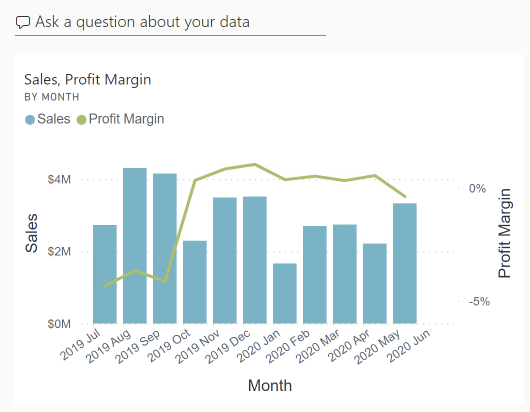 Ask a question about your data
Sales, Profit Margin
BY MONTH
Sales Profit Margin
$4M
$2M
$0M
Sales
0%
-5%
Profit Margin
2019 Jul
2019 Aug
2019 Sep
2019 Oct
2019 Nov
2019 Dec
2020 Jan
2020 Feb
2020 Mar
2020 Apr
2020 May
2020 Jun
Month